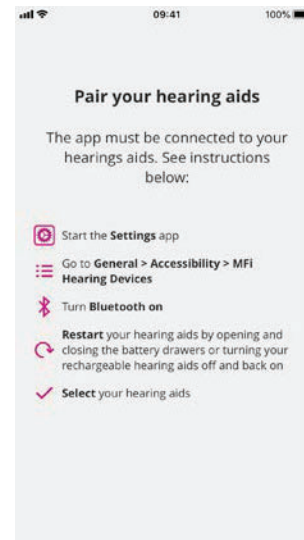 09:41
100%
Pair your hearing aids
The app must be connected to your
hearings aids. See instructions
below:
Start the Settings app
Go to General > Accessibility > MFi
Hearing Devices
Turn Bluetooth on
Restart your hearing aids by opening and
closing the battery drawers or turning your
rechargeable hearing aids off and back on
Select your hearing aids